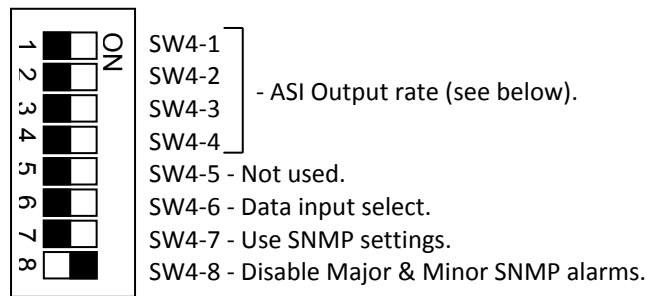 1 ON SW4-1
2 SW4-2
- ASI Output rate (see below).
3 SW4-3
4 SW4-4
5 SW4-5 - Not used.
6 SW4-6 - Data input select.
7 SW4-7 - Use SNMP settings.
8 SW4-8 - Disable Major & Minor SNMP alarms.